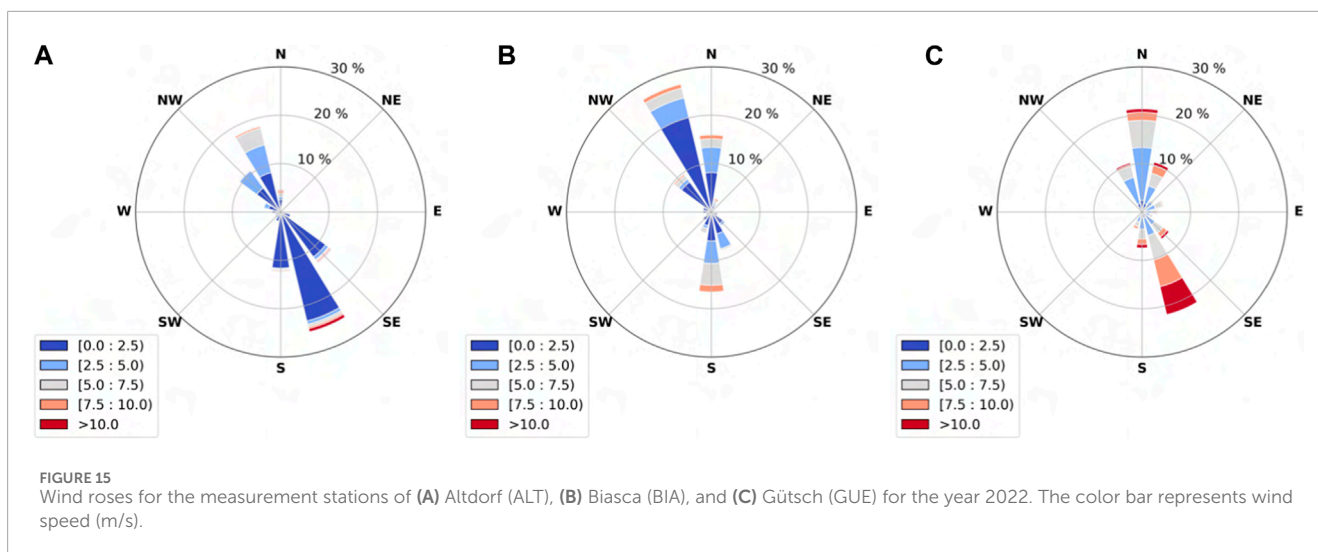 A
N
30 %
NW
NE
20 %
10 %
W
E
SW
SE
S
[0.0 : 2.5)
[2.5 : 5.0)
[5.0 : 7.5)
[7.5 : 10.0)
>10.0
B
N
30 %
NW
NE
20 %
10 %
W
E
SW
SE
S
[0.0 : 2.5)
[2.5 : 5.0)
[5.0 : 7.5)
[7.5 : 10.0)
>10.0
C
N
30 %
NW
NE
20 %
10 %
W
E
SW
SE
S
[0.0 : 2.5)
[2.5 : 5.0)
[5.0 : 7.5)
[7.5 : 10.0)
>10.0
FIGURE 15
Wind roses for the measurement stations of (A) Altdorf (ALT), (B) Biasca (BIA), and (C) Gütsch (GUE) for the year 2022. The color bar represents wind
speed (m/s).